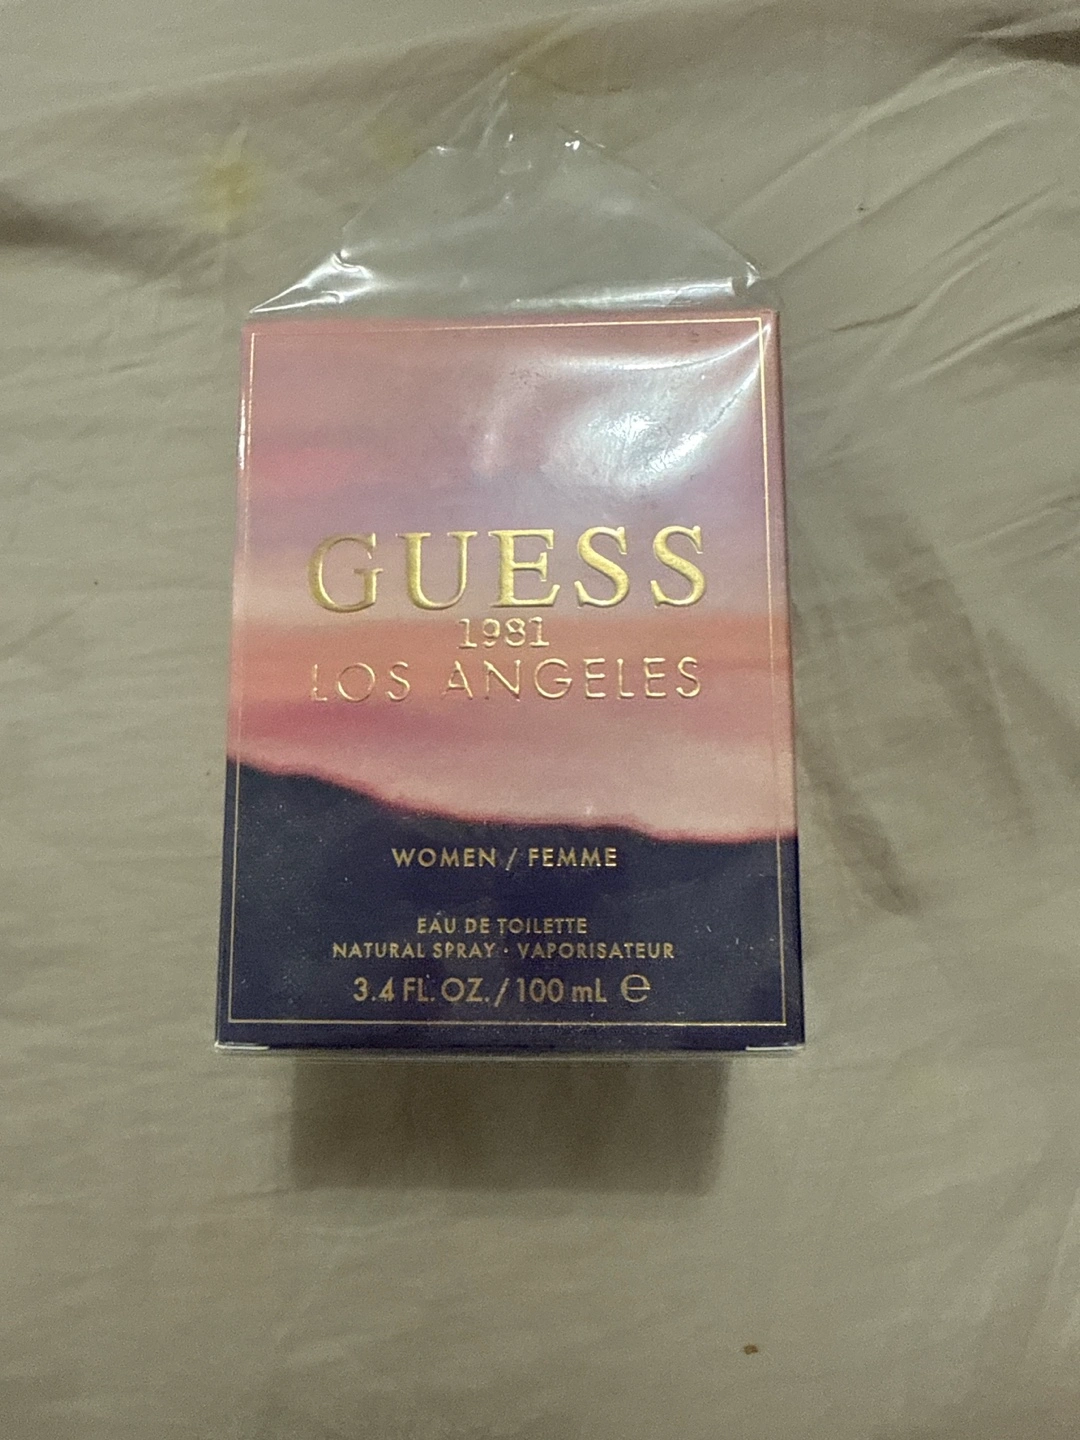 GUESS
1981
LOS ANGELES
WOMEN / FEMME
EAU DE TOILETTE
NATURAL SPRAY · VAPORISATEUR
3.4 FL. OZ. / 100 mL ℮